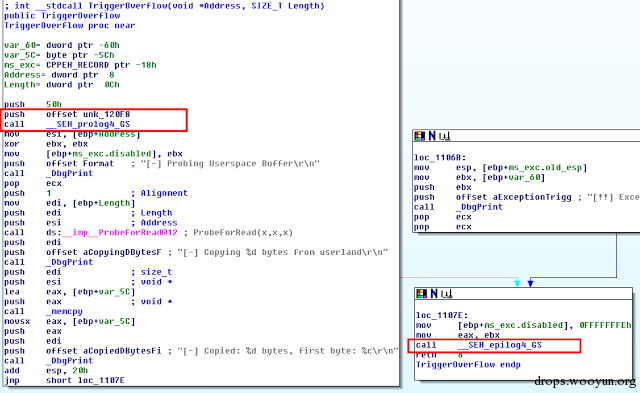 ; int __stdcall TriggerOverflow(void *Address, SIZE_T Length)
public TriggerOverflow
TriggerOverflow proc near
var_60= dword ptr -60h
var_5C= byte ptr -5Ch
ms_exc= CPPEH_RECORD ptr -18h
Address= dword ptr  8
Length= dword ptr  0Ch
push    50h
push    offset unk_120F8
call    __SEH_prolog4_GS
mov     esi, [ebp+Address]
xor     ebx, ebx
mov     [ebp+ms_exc.disabled], ebx
push    offset Format   ; "[-] Probing Userspace Buffer\r\n"
call    _DbgPrint
pop     ecx
push    1               ; Alignment
mov     edi, [ebp+Length]
push    edi             ; Length
push    esi             ; Address
call    ds:__imp__ProbeForRead@12 ; ProbeForRead(x,x,x)
push    edi
push    offset aCopyingDBytesF ; "[-] Copying %d bytes from userland\r\n"
call    _DbgPrint
push    edi             ; size_t
push    esi             ; void *
lea     eax, [ebp+var_5C]
push    eax             ; void *
call    _memcpy
movsx   eax, [ebp+var_5C]
push    eax
push    edi
push    offset aCopiedDBytesFi ; "[-] Copied: %d bytes, first byte: %c\r\n"
call    _DbgPrint
add     esp, 20h
jmp     short loc_1107E
loc_1106B:
mov     esp, [ebp+ms_exc.old_esp]
mov     ebx, [ebp+var_60]
push    ebx
push    offset aExceptionTrigg ; "[!!] Exce
call    _DbgPrint
pop     ecx
pop     ecx
loc_1107E:
mov     [ebp+ms_exc.disabled], 0FFFFFFFEh
mov     eax, ebx
call    __SEH_epilog4_GS
retn    8
TriggerOverflow endp
drops.wooyun.org